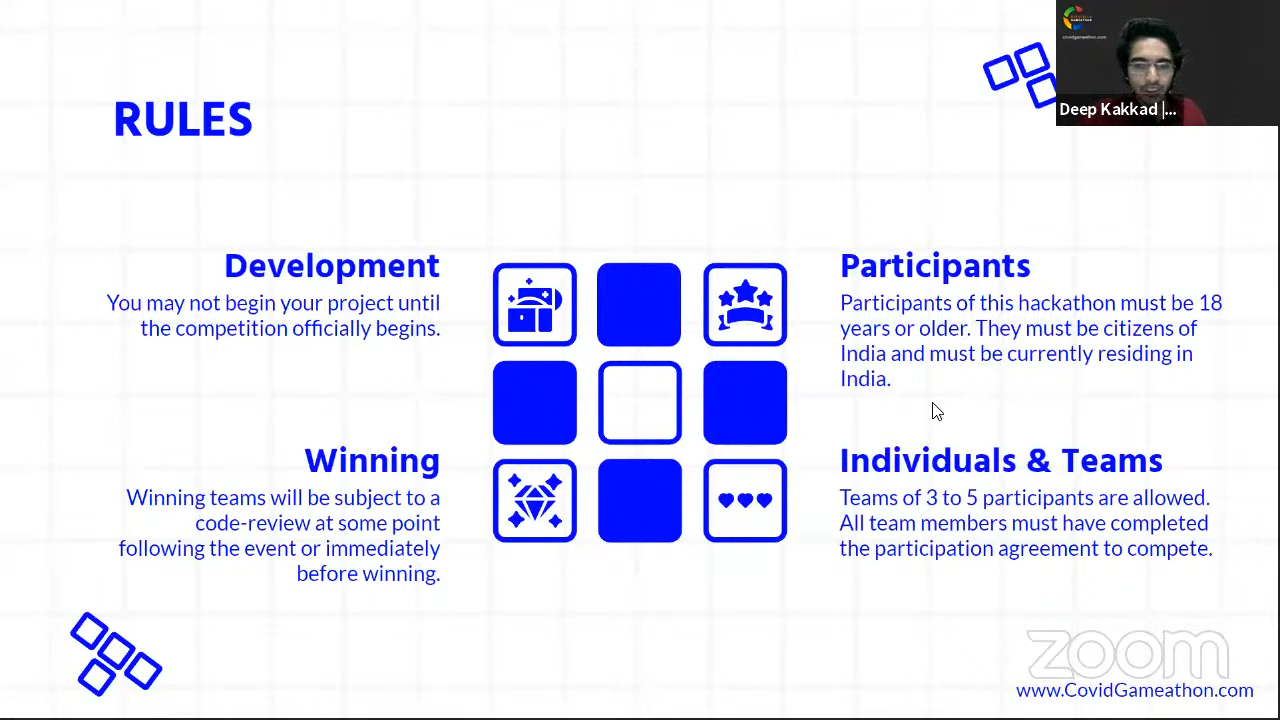 RULES
covidgameathon.com
Deep Kakkad |...
Development
You may not begin your project until
the competition officially begins.
Winning
Winning teams will be subject to a
code-review at some point
following the event or immediately
before winning.
Participants
Participants of this hackathon must be 18
years or older. They must be citizens of
India and must be currently residing in
India.
Individuals & Teams
Teams of 3 to 5 participants are allowed.
All team members must have completed
the participation agreement to compete.
zoom
www.CovidGameathon.com